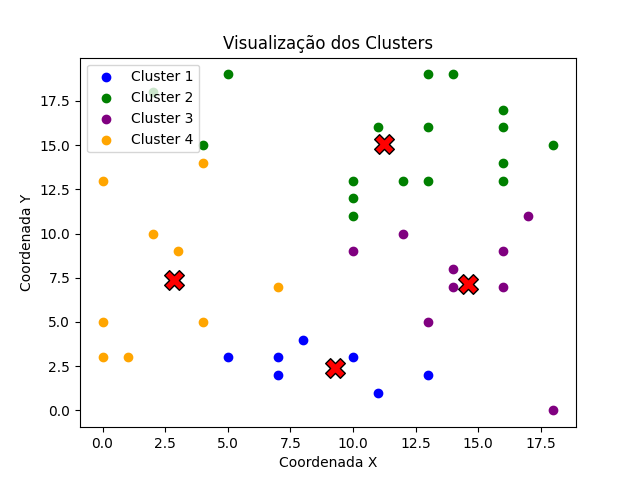 Visualização dos Clusters
Cluster 1
Cluster 2
Cluster 3
Cluster 4
17.5
15.0
12.5
10.0
7.5
5.0
2.5
0.0
Coordenada Y
0.0 2.5 5.0 7.5 10.0 12.5 15.0 17.5
Coordenada X